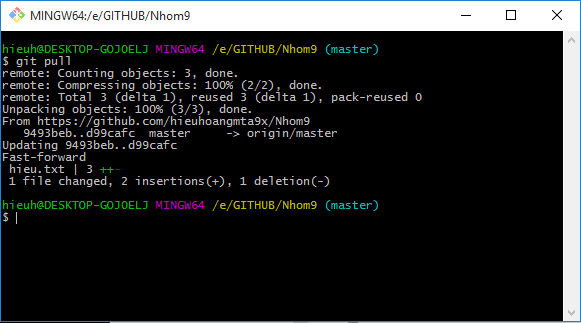 MINGW64:/e/GITHUB/Nhom9
hieuh@DESKTOP-GOJOELJ MINGW64 /e/GITHUB/Nhom9 (master)
$ git pull
remote: Counting objects: 3, done.
remote: Compressing objects: 100% (2/2), done.
remote: Total 3 (delta 1), reused 3 (delta 1), pack-reused 0
Unpacking objects: 100% (3/3), done.
From https://github.com/hieuhoangmta9x/Nhom9
   9493beb..d99cafc  master     -> origin/master
Updating 9493beb..d99cafc
Fast-forward
 hieu.txt | 3 ++-
 1 file changed, 2 insertions(+), 1 deletion(-)
hieuh@DESKTOP-GOJOELJ MINGW64 /e/GITHUB/Nhom9 (master)
$